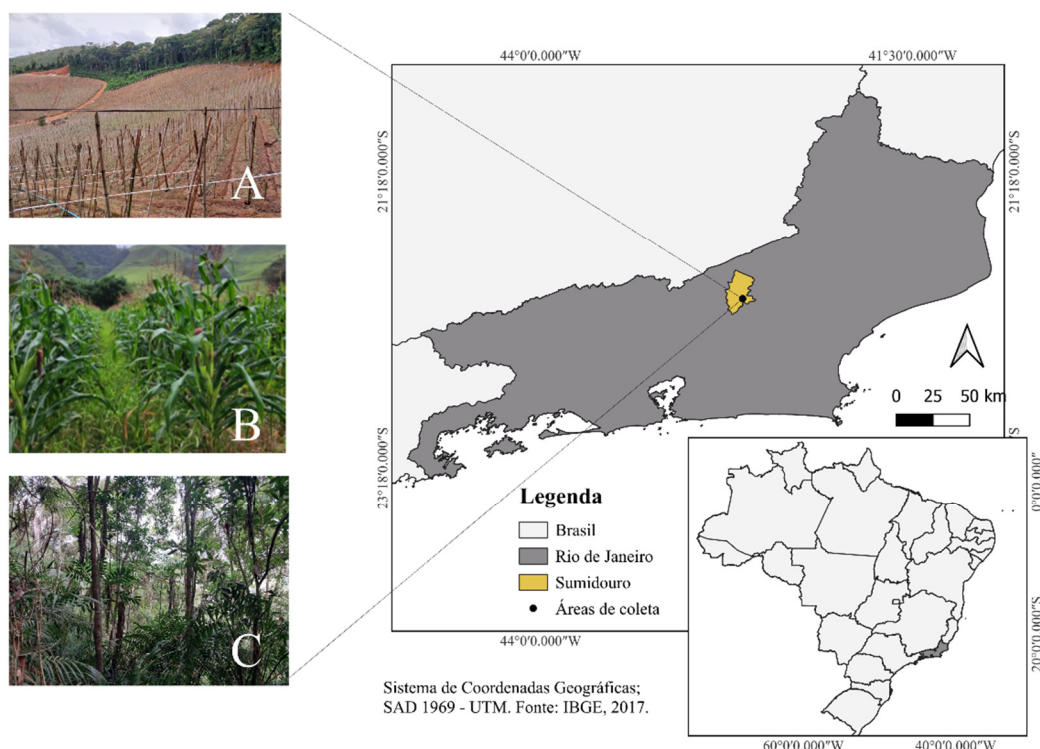 A
B
C
44°0′0.000″W
41°30′0.000″W
21°18′0.000″S
21°18′0.000″S
23°18′0.000″S
0 25 50 km
Legenda
Brasil
Rio de Janeiro
Sumidouro
Áreas de coleta
44°0′0.000″W
0°0′0.000″
20°0′0.000″S
60°0′0.000″W
40°0′0.000″W
Sistema de Coordenadas Geográficas;
SAD 1969 - UTM. Fonte: IBGE, 2017.